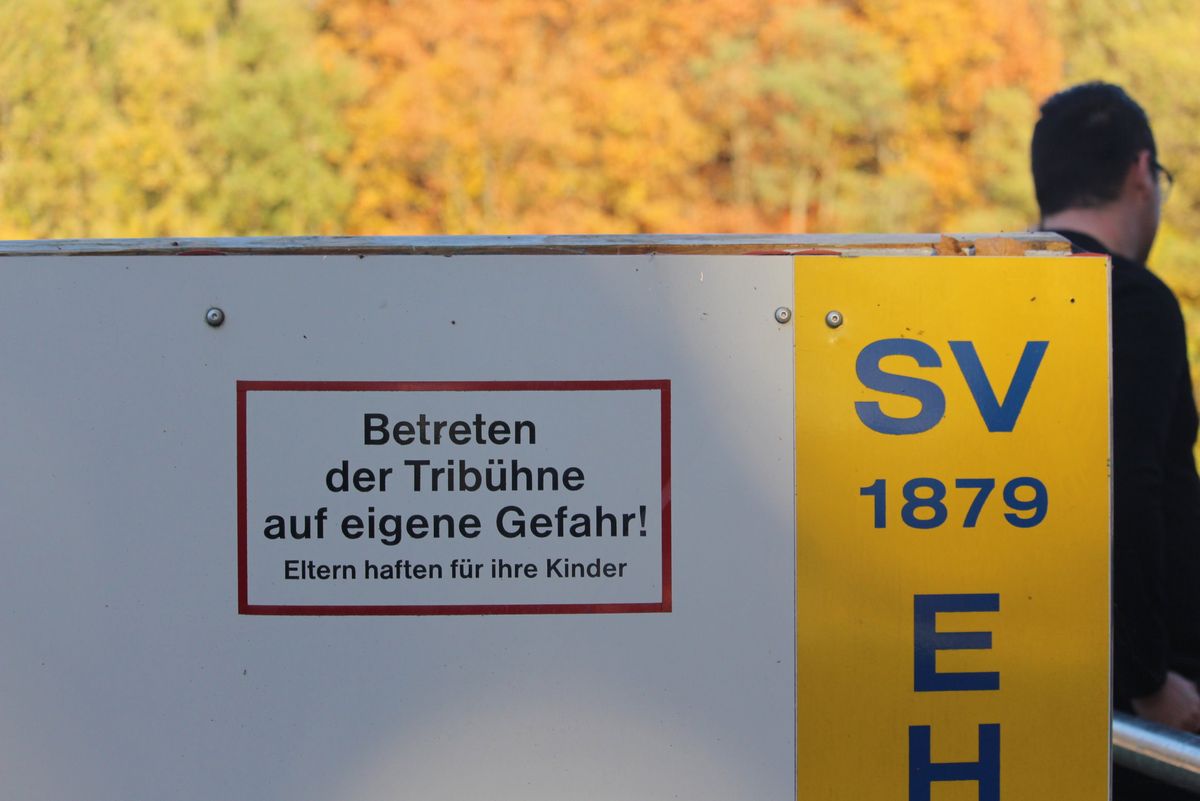 Betreten
der Tribühne
auf eigene Gefahr!
Eltern haften für ihre Kinder
SV
1879
E
H